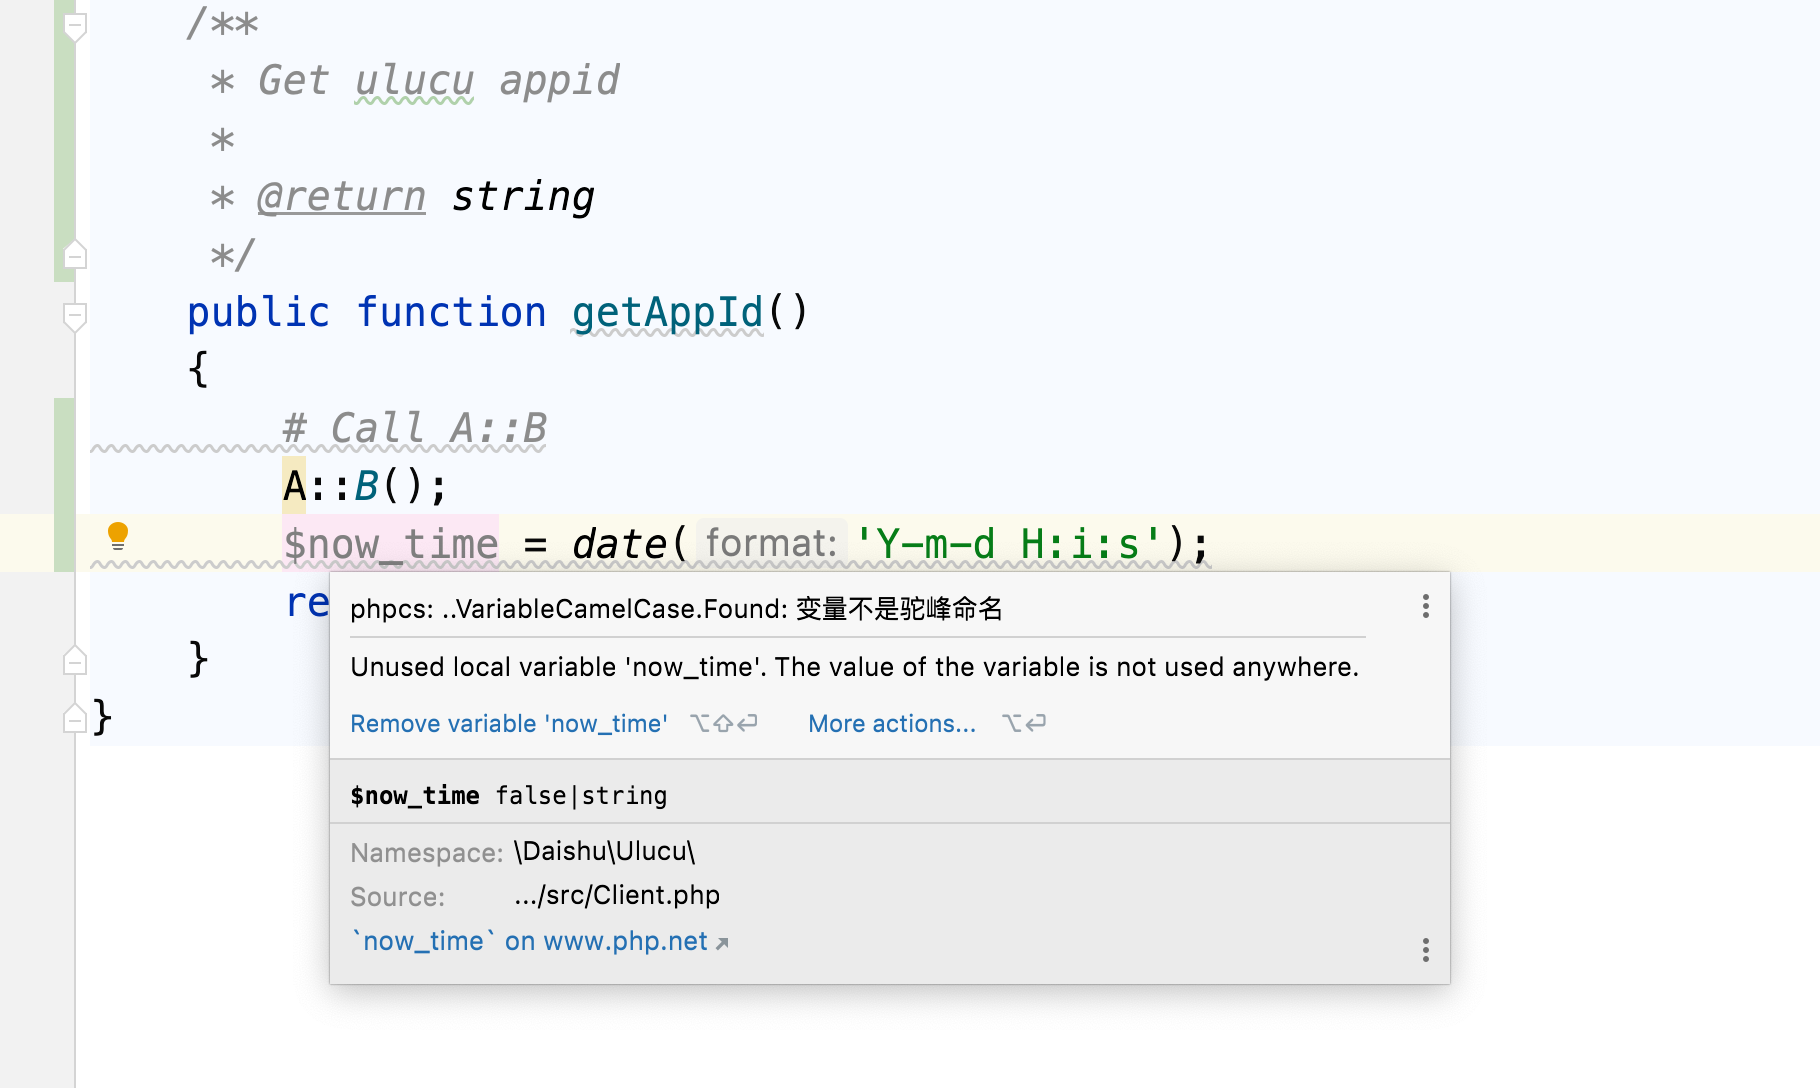 /**
* Get ulucu appid
*
* @return string
*/
public function getAppId()
{
# Call A::B
A::B();
$now_time = date( format: 'Y-m-d H:i:s');
re
phpcs: ..VariableCamelCase.Found: 变量不是驼峰命名
Unused local variable 'now_time'. The value of the variable is not used anywhere.
Remove variable 'now_time' ⌥⇧⏎ More actions... ⌥⏎
$now_time false|string
Namespace: \Daishu\Ulucu\
Source: .../src/Client.php
`now_time` on www.php.net ↗
}
}